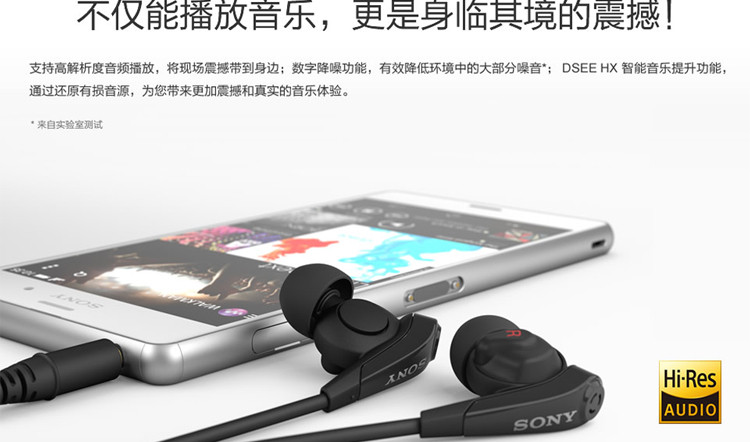 不仅能播放音乐，更是身临其境的震撼！
支持高解析度音频播放，将现场震撼带到身边；数字降噪功能，有效降低环境中的大部分噪音*； DSEE HX 智能音乐提升功能，
通过还原有损音源，为您带来更加震撼和真实的音乐体验。
* 来自实验室测试
SONY
WALKMAN
SONY
SONY
Hi-Res
AUDIO